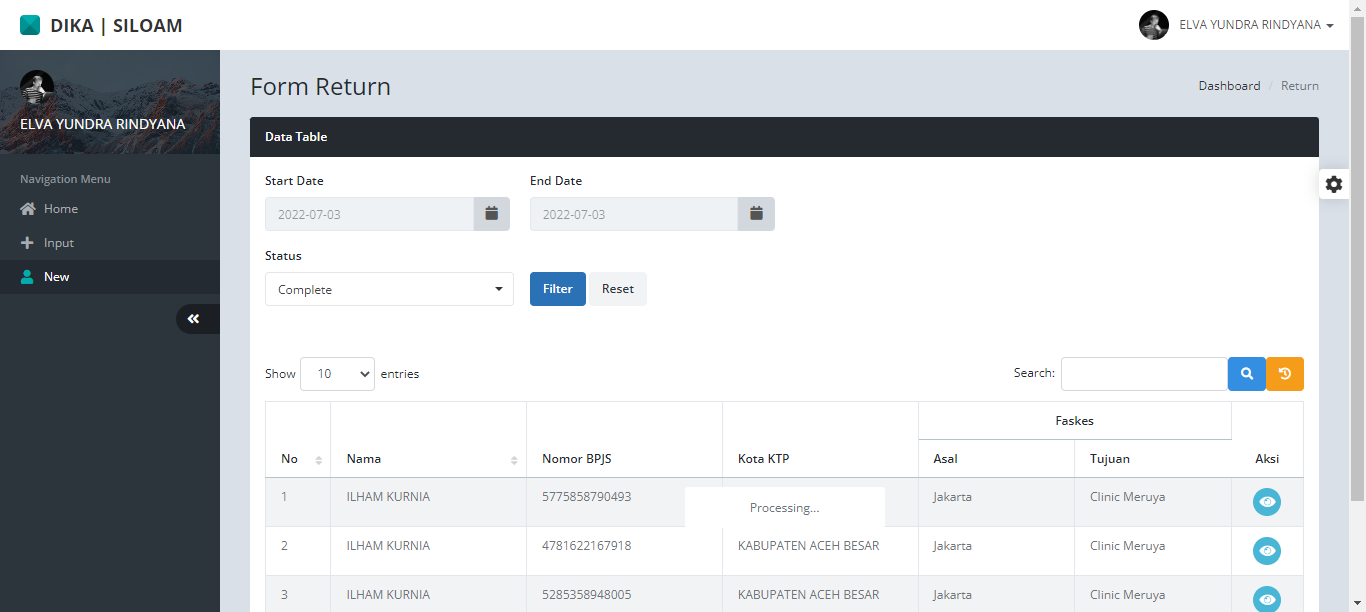 DIKA | SILOAM
ELVA YUNDRA RINDYANA
ELVA YUNDRA RINDYANA
Navigation Menu
Home
Input
New
Form Return
Dashboard / Return
Data Table
Start Date End Date
2022-07-03 2022-07-03
Status
Complete Filter Reset
Show 10 entries Search:
Faskes
No Nama Nomor BPJS Kota KTP Asal Tujuan Aksi
1 ILHAM KURNIA 5775858790493 Jakarta Clinic Meruya
Processing...
2 ILHAM KURNIA 4781622167918 KABUPATEN ACEH BESAR Jakarta Clinic Meruya
3 ILHAM KURNIA 5285358948005 KABUPATEN ACEH BESAR Jakarta Clinic Meruya